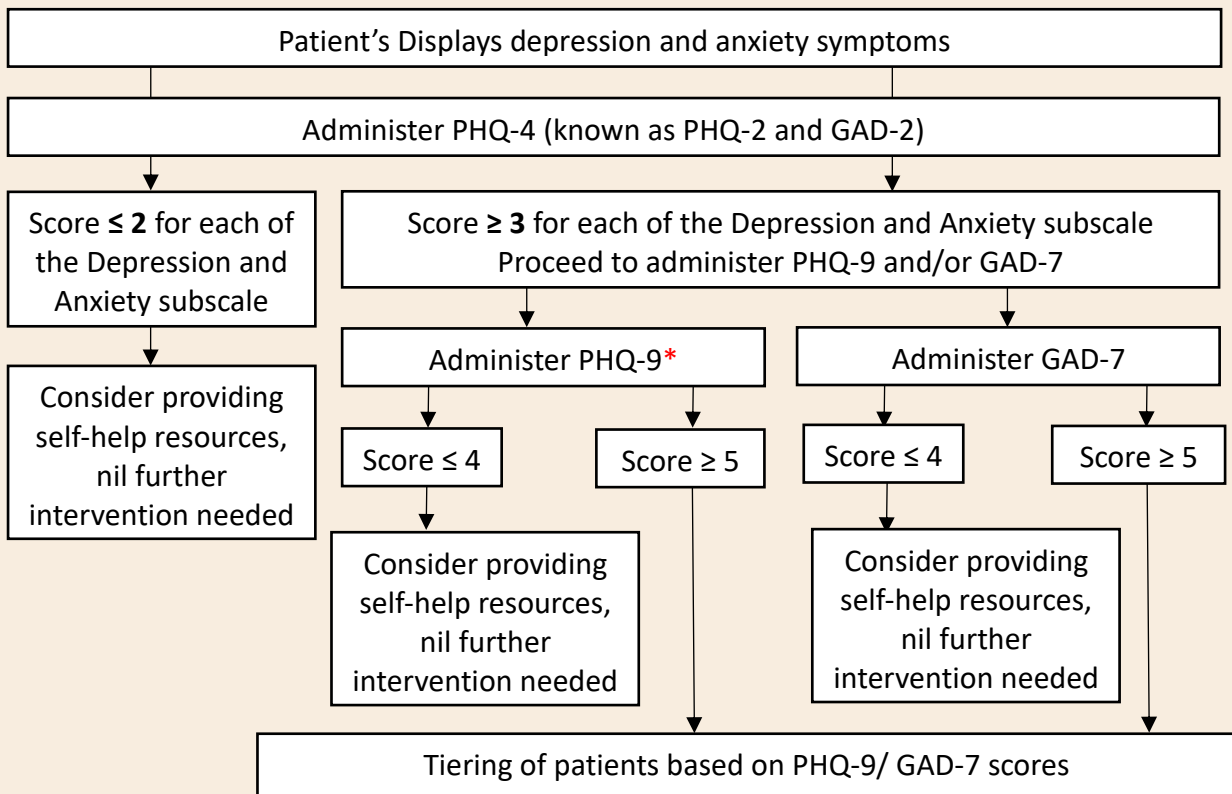 Patient's Displays depression and anxiety symptoms
Administer PHQ-4 (known as PHQ-2 and GAD-2)
Score ≤ 2 for each of
the Depression and
Anxiety subscale
Score ≥ 3 for each of the Depression and Anxiety subscale
Proceed to administer PHQ-9 and/or GAD-7
Consider providing
self-help resources,
nil further
intervention needed
Administer PHQ-9*
Administer GAD-7
Score ≤ 4
Score ≥ 5
Score ≤ 4
Score ≥ 5
Consider providing
self-help resources,
nil further
intervention needed
Consider providing
self-help resources,
nil further
intervention needed
Tiering of patients based on PHQ-9/ GAD-7 scores